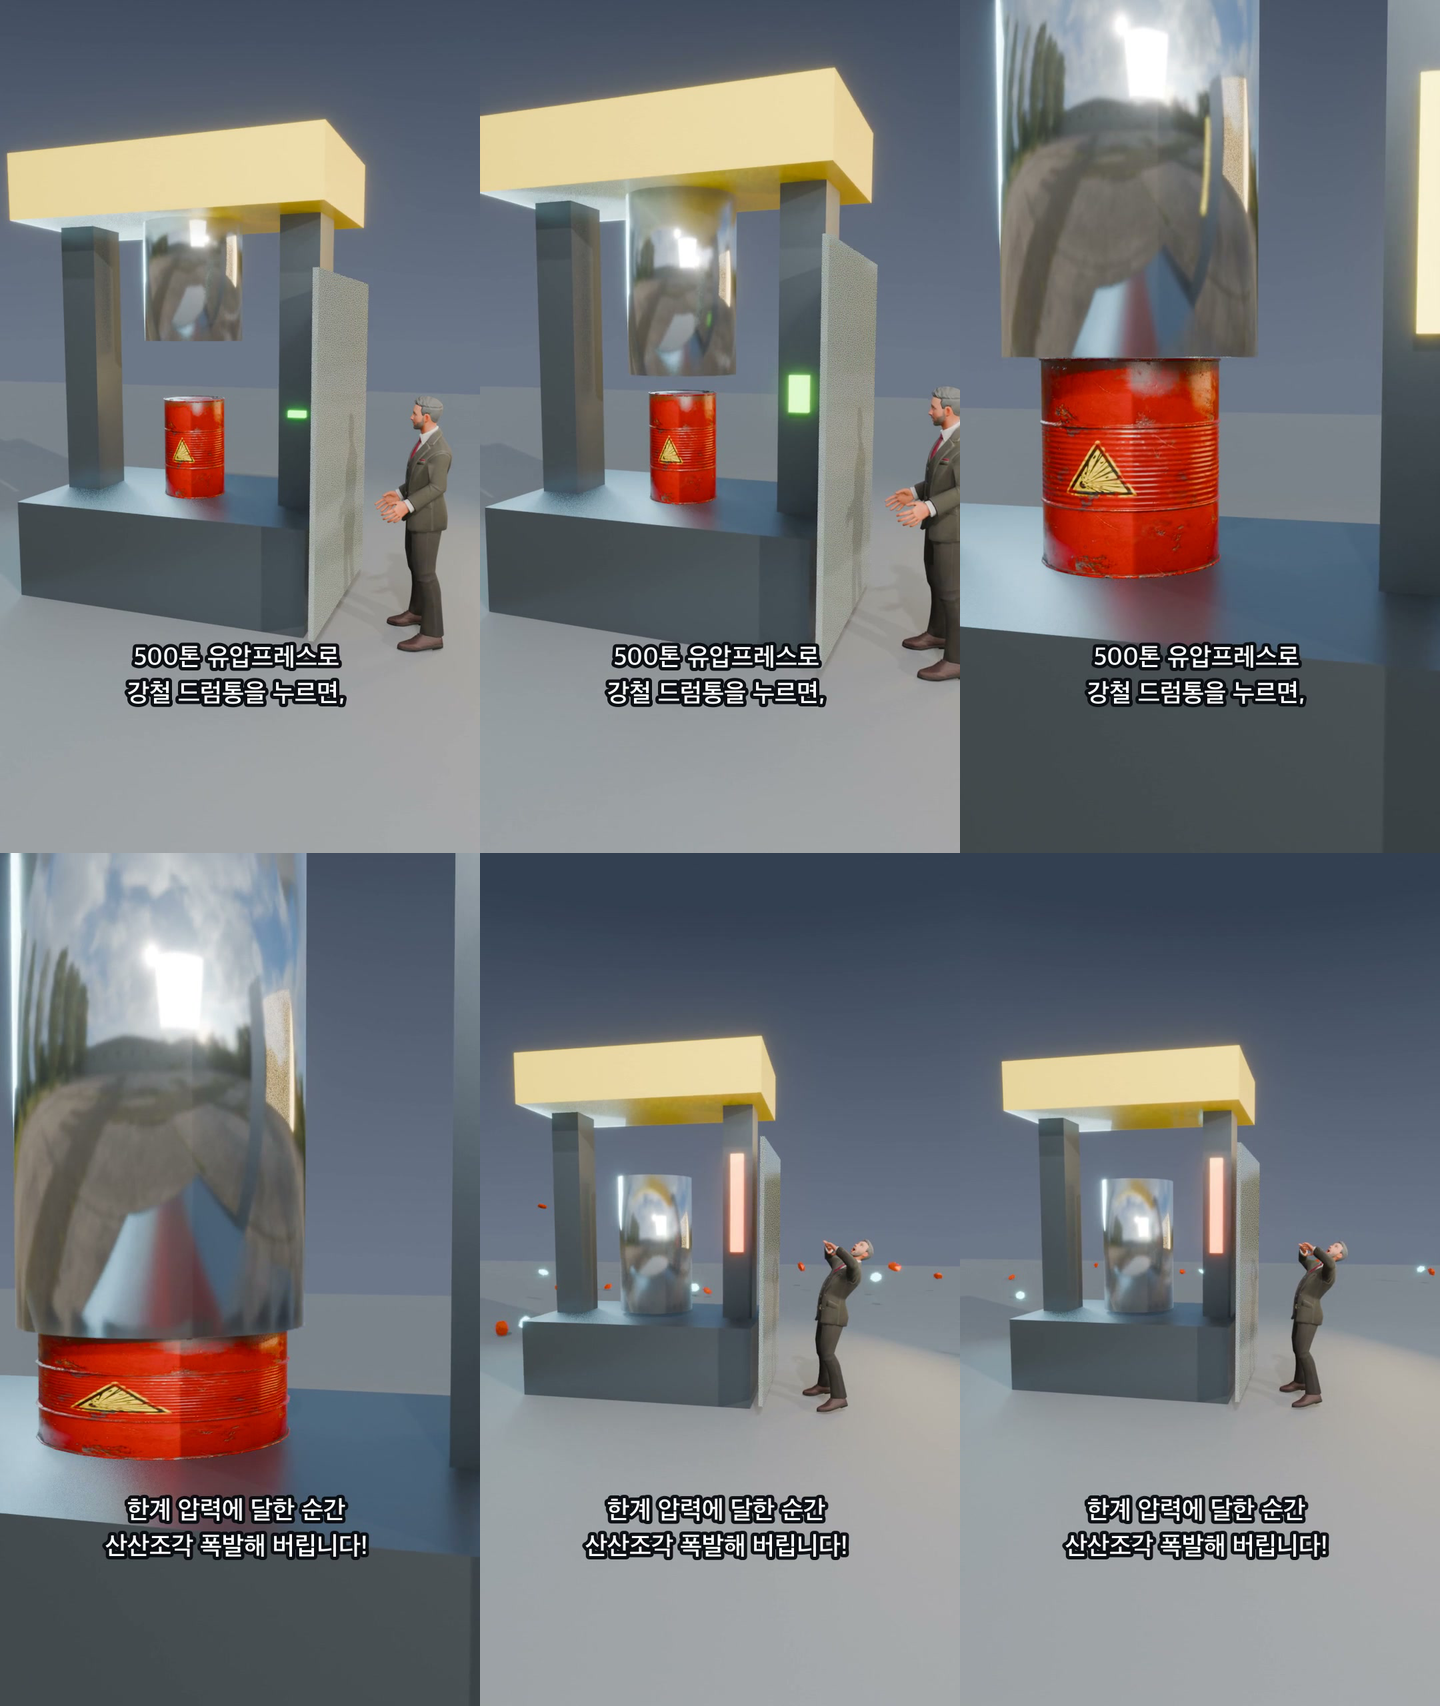 500톤 유압프레스로
강철 드럼통을 누르면,
500톤 유압프레스로
강철 드럼통을 누르면,
500톤 유압프레스로
강철 드럼통을 누르면,
한계 압력에 달한 순간
산산조각 폭발해 버립니다!
한계 압력에 달한 순간
산산조각 폭발해 버립니다!
한계 압력에 달한 순간
산산조각 폭발해 버립니다!